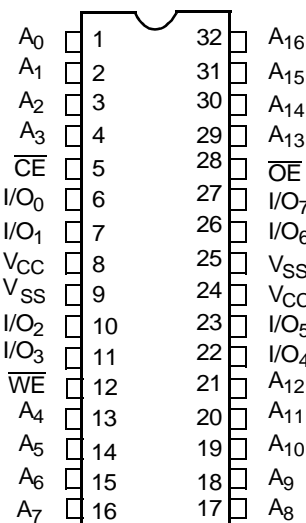 A0 1 32 A16
A1 2 31 A15
A2 3 30 A14
A3 4 29 A13
C̅E̅ 5 28 O̅E̅
I/O0 6 27 I/O7
I/O1 7 26 I/O6
VCC 8 25 VSS
VSS 9 24 VCC
I/O2 10 23 I/O5
I/O3 11 22 I/O4
W̅E̅ 12 21 A12
A4 13 20 A11
A5 14 19 A10
A6 15 18 A9
A7 16 17 A8